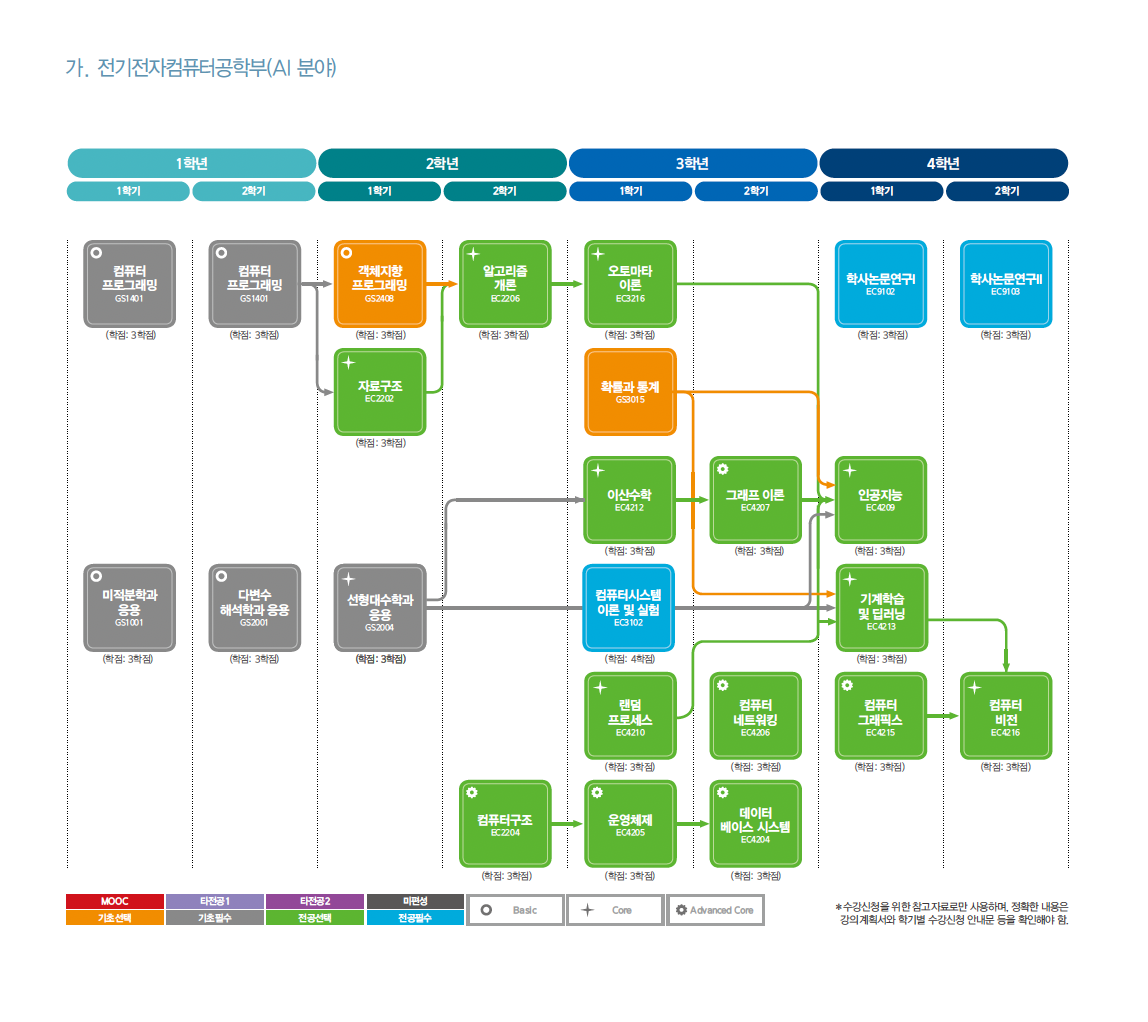 가. 전기전자컴퓨터공학부(AI 분야)
1학년
2학년
3학년
4학년
1학기
2학기
1학기
2학기
1학기
2학기
1학기
2학기
컴퓨터
프로그래밍
GS1401
(학점: 3학점)
컴퓨터
프로그래밍
GS1401
(학점: 3학점)
객체지향
프로그래밍
GS2408
(학점: 3학점)
알고리즘
개론
EC2206
(학점: 3학점)
오토마타
이론
EC3216
(학점: 3학점)
학사논문연구I
EC9102
(학점: 3학점)
학사논문연구II
EC9103
(학점: 3학점)
자료구조
EC2202
(학점: 3학점)
확률과 통계
GS3015
이산수학
EC4212
(학점: 3학점)
그래프 이론
EC4207
(학점: 3학점)
인공지능
EC4209
(학점: 3학점)
미적분학과
응용
GS1001
(학점: 3학점)
다변수
해석학과 응용
GS2001
(학점: 3학점)
선형대수학과
응용
GS2004
(학점: 3학점)
컴퓨터시스템
이론 및 실험
EC3102
(학점: 4학점)
기계학습
및 딥러닝
EC4213
(학점: 3학점)
랜덤
프로세스
EC4210
(학점: 3학점)
컴퓨터
네트워킹
EC4206
(학점: 3학점)
컴퓨터
그래픽스
EC4215
(학점: 3학점)
컴퓨터
비전
EC4216
(학점: 3학점)
컴퓨터구조
EC2204
(학점: 3학점)
운영체제
EC4205
(학점: 3학점)
데이터
베이스 시스템
EC4204
(학점: 3학점)
MOOC
타전공1
타전공2
미편성
기초선택
기초필수
전공선택
전공필수
Basic
Core
Advanced Core
*수강신청을 위한 참고자료로만 사용하며, 정확한 내용은
강의계획서와 학기별 수강신청 안내문 등을 확인해야 함.